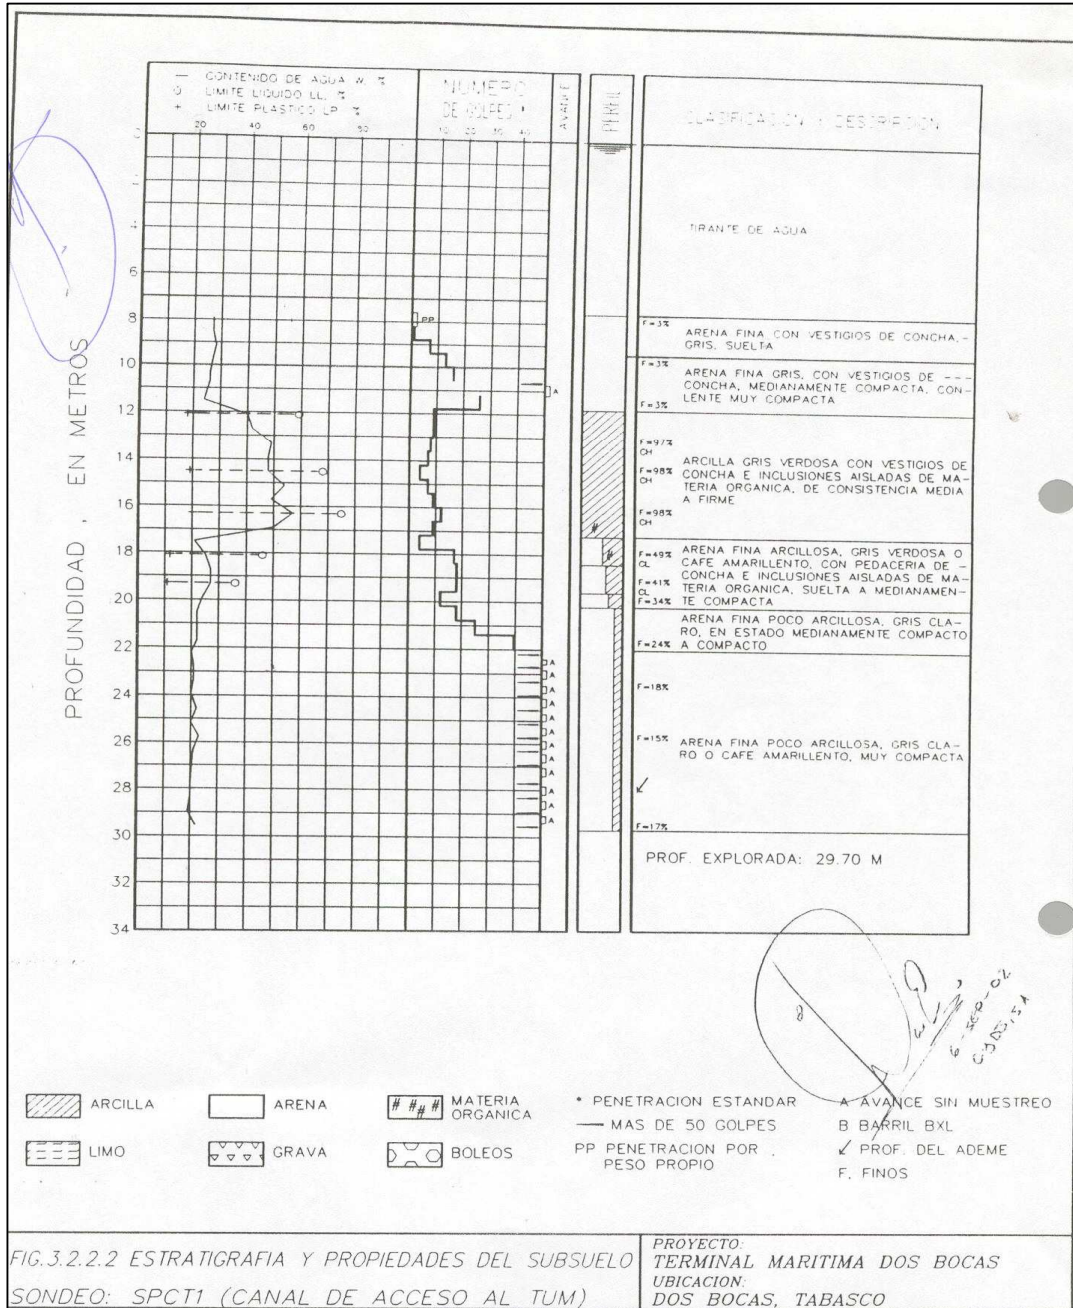 — CONTENIDO DE AGUA W, %
O LIMITE LIQUIDO LL, %
+ LIMITE PLASTICO LP %
20 40 60 80
NUMERO
DE GOLPES *
10 20 30 40
AVANCE
PERFIL
CLASIFICACION Y DESCRIPCION
PROFUNDIDAD , EN METROS
0
4
6
8
10
12
14
16
18
20
22
24
26
28
30
32
34
PP
A
A
A
A
A
A
A
A
A
A
A
A
A
TIRANTE DE AGUA
F=3%
ARENA FINA CON VESTIGIOS DE CONCHA,-
GRIS, SUELTA
F=3%
ARENA FINA GRIS, CON VESTIGIOS DE ---
CONCHA, MEDIANAMENTE COMPACTA, CON-
LENTE MUY COMPACTA
F=3%
F=97%
CH
ARCILLA GRIS VERDOSA CON VESTIGIOS DE
CONCHA E INCLUSIONES AISLADAS DE MA-
TERIA ORGANICA, DE CONSISTENCIA MEDIA
A FIRME
F=98%
CH
F=98%
CH
F=49%
CL
ARENA FINA ARCILLOSA, GRIS VERDOSA O
CAFE AMARILLENTO, CON PEDACERIA DE -
CONCHA E INCLUSIONES AISLADAS DE MA-
TERIA ORGANICA, SUELTA A MEDIANAMEN-
TE COMPACTA
F=41%
CL
F=34%
ARENA FINA POCO ARCILLOSA, GRIS CLA-
RO, EN ESTADO MEDIANAMENTE COMPACTO
A COMPACTO
F=24%
F=18%
F=15%
ARENA FINA POCO ARCILLOSA, GRIS CLA-
RO O CAFE AMARILLENTO, MUY COMPACTA
F=17%
PROF. EXPLORADA: 29.70 M
6-SEP-02
ARCILLA
ARENA
MATERIA
ORGANICA
LIMO
GRAVA
BOLEOS
* PENETRACION ESTANDAR
— MAS DE 50 GOLPES
PP PENETRACION POR
PESO PROPIO
A AVANCE SIN MUESTREO
B BARRIL BXL
↙ PROF. DEL ADEME
F, FINOS
FIG.3.2.2.2 ESTRATIGRAFIA Y PROPIEDADES DEL SUBSUELO
SONDEO: SPCT1 (CANAL DE ACCESO AL TUM)
PROYECTO:
TERMINAL MARITIMA DOS BOCAS
UBICACION:
DOS BOCAS, TABASCO